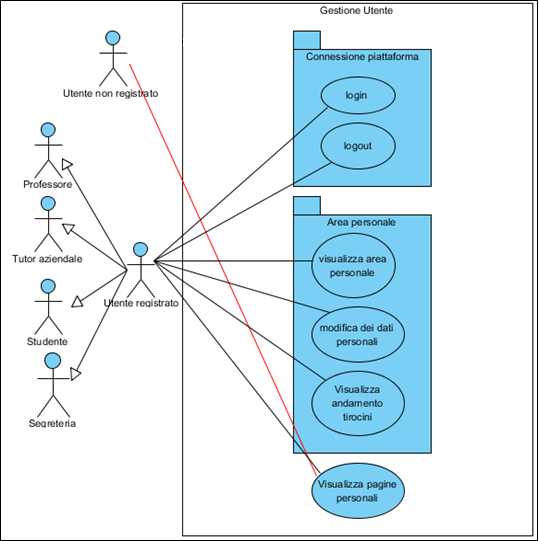 Gestione Utente
Utente non registrato
Connessione piattaforma
login
logout
Professore
Tutor aziendale
Studente
Segreteria
Utente registrato
Area personale
visualizza area
personale
modifica dei dati
personali
Visualizza
andamento
tirocini
Visualizza pagine
personali